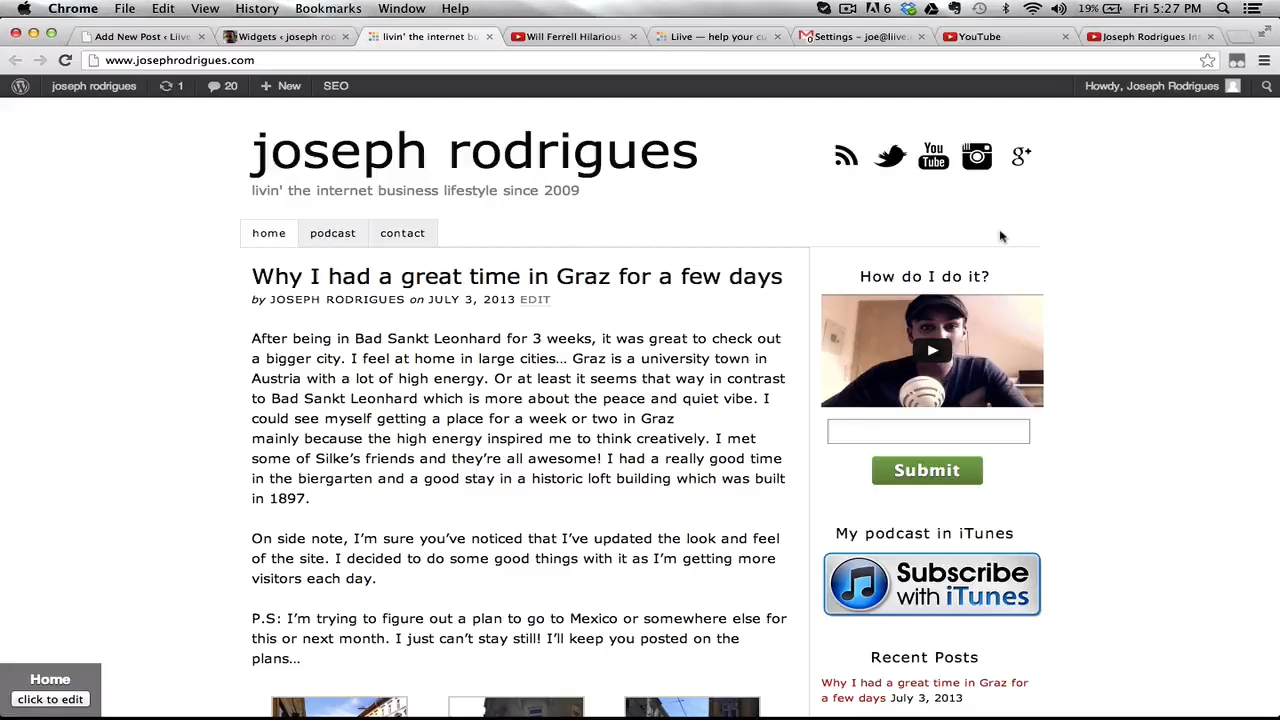 Chrome File Edit View History Bookmarks Window Help 6 19% Fri 5:27 PM
Add New Post ‹ Liive Widgets ‹ joseph rod livin' the internet bu Will Ferrell Hilarious Liive — help your cu Settings – joe@liive. YouTube Joseph Rodrigues In
www.josephrodrigues.com
joseph rodrigues 1 20 + New SEO Howdy, Joseph Rodrigues
joseph rodrigues
livin' the internet business lifestyle since 2009
You Tube
g+
home podcast contact
Why I had a great time in Graz for a few days
by JOSEPH RODRIGUES on JULY 3, 2013 EDIT
After being in Bad Sankt Leonhard for 3 weeks, it was great to check out
a bigger city. I feel at home in large cities… Graz is a university town in
Austria with a lot of high energy. Or at least it seems that way in contrast
to Bad Sankt Leonhard which is more about the peace and quiet vibe. I
could see myself getting a place for a week or two in Graz
mainly because the high energy inspired me to think creatively. I met
some of Silke's friends and they're all awesome! I had a really good time
in the biergarten and a good stay in a historic loft building which was built
in 1897.
On side note, I'm sure you've noticed that I've updated the look and feel
of the site. I decided to do some good things with it as I'm getting more
visitors each day.
P.S: I'm trying to figure out a plan to go to Mexico or somewhere else for
this or next month. I just can't stay still! I'll keep you posted on the
plans…
How do I do it?
Submit
My podcast in iTunes
Subscribe
with iTunes
Recent Posts
Why I had a great time in Graz for
a few days July 3, 2013
Home
click to edit